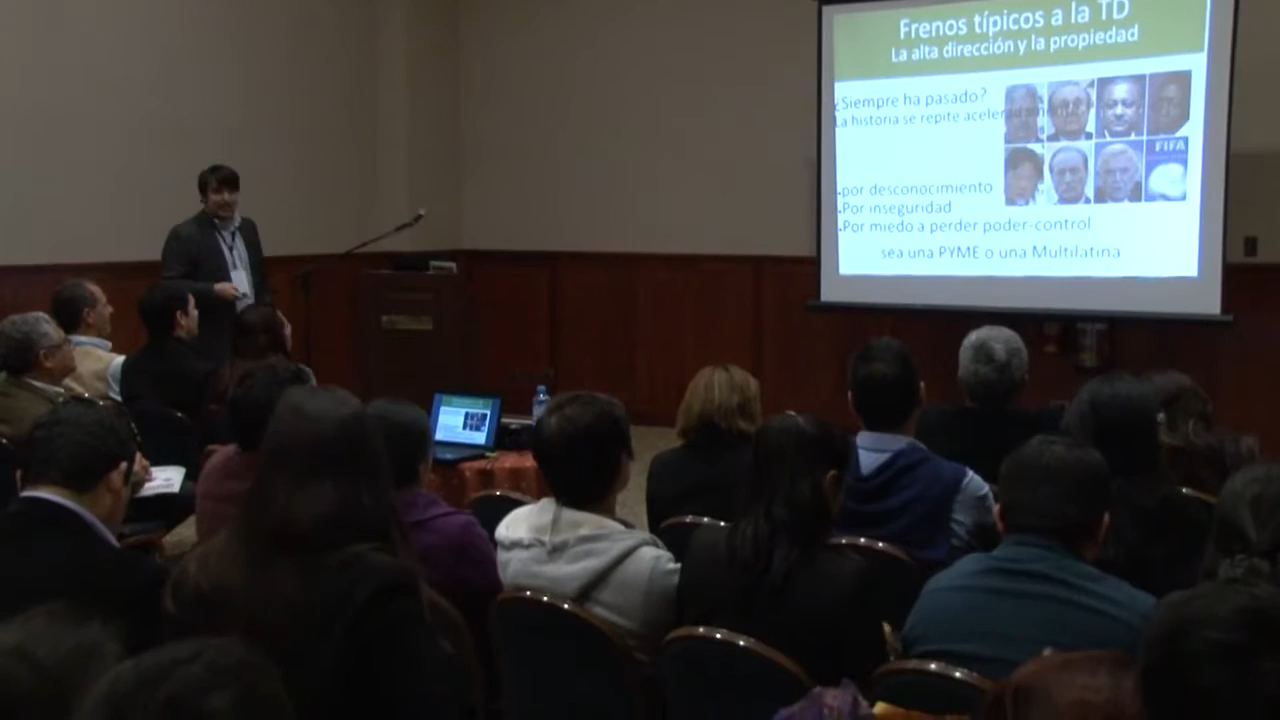 Frenos típicos a la TD
La alta dirección y la propiedad
¿Siempre ha pasado?
La historia se repite aceleradamente
FIFA
.por desconocimiento
.Por inseguridad
.Por miedo a perder poder-control
sea una PYME o una Multilatina